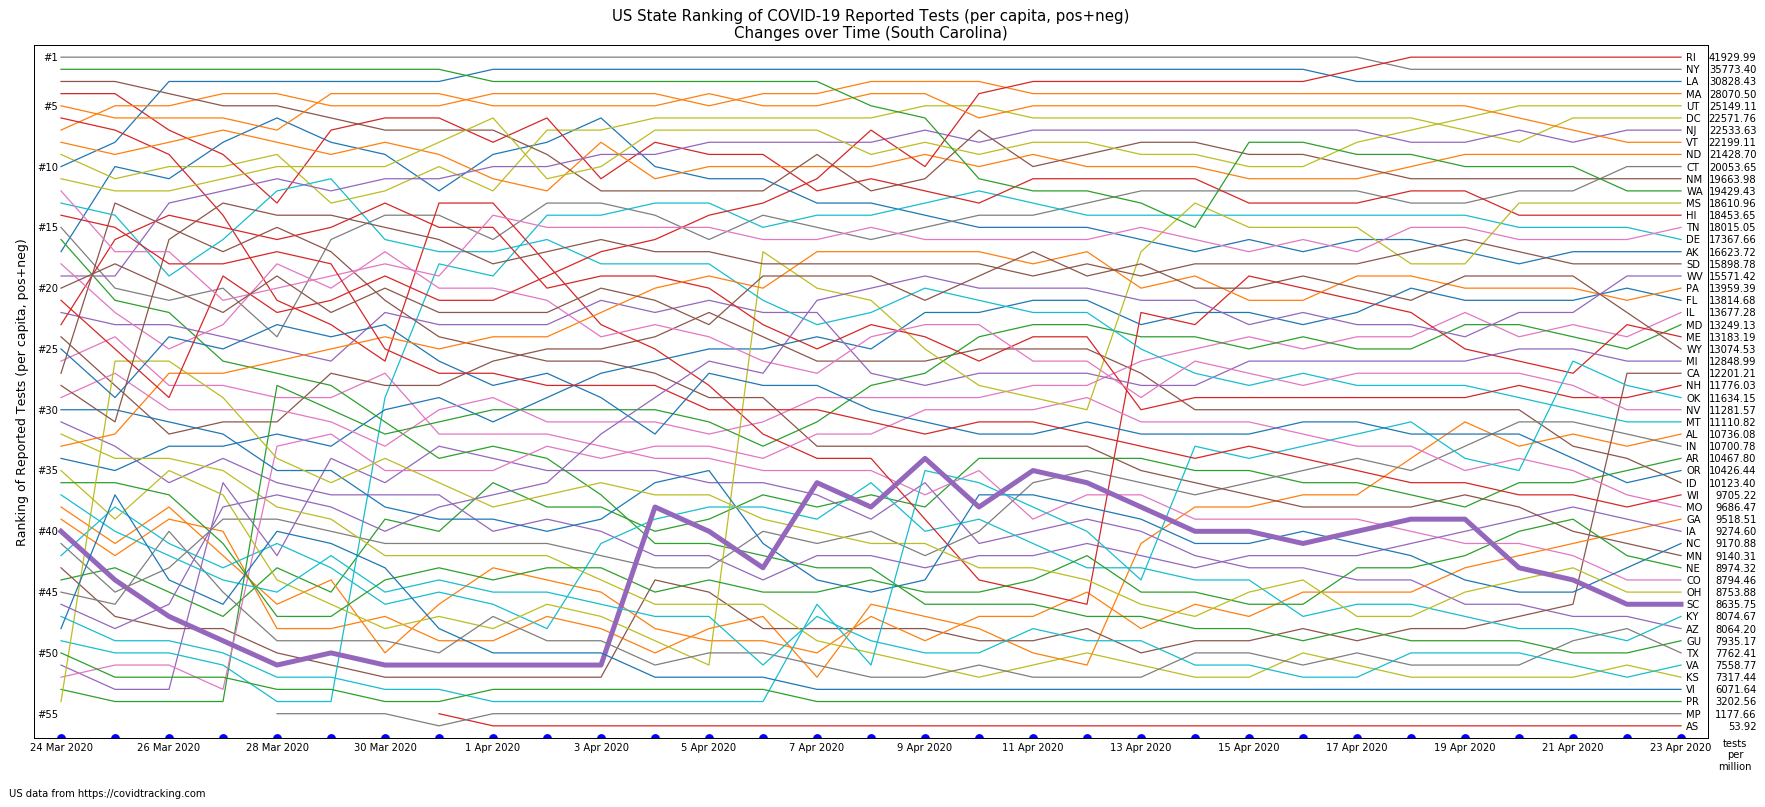 US State Ranking of COVID-19 Reported Tests (per capita, pos+neg)
Changes over Time (South Carolina)
Ranking of Reported Tests (per capita, pos+neg)
#1
#5
#10
#15
#20
#25
#30
#35
#40
#45
#50
#55
RI 41929.99
NY 35773.40
LA 30828.43
MA 28070.50
UT 25149.11
DC 22571.76
NJ 22533.63
VT 22199.11
ND 21428.70
CT 20053.65
NM 19663.98
WA 19429.43
MS 18610.96
HI 18453.65
TN 18015.05
DE 17367.66
AK 16623.72
SD 15898.78
WV 15571.42
PA 13959.39
FL 13814.68
IL 13677.28
MD 13249.13
ME 13183.19
WY 13074.53
MI 12848.99
CA 12201.21
NH 11776.03
OK 11634.15
NV 11281.57
MT 11110.82
AL 10736.08
IN 10700.78
AR 10467.80
OR 10426.44
ID 10123.40
WI 9705.22
MO 9686.47
GA 9518.51
IA 9274.60
NC 9170.88
MN 9140.31
NE 8974.32
CO 8794.46
OH 8753.88
SC 8635.75
KY 8074.67
AZ 8064.20
GU 7935.17
TX 7762.41
VA 7558.77
KS 7317.44
VI 6071.64
PR 3202.56
MP 1177.66
AS 53.92
24 Mar 2020 26 Mar 2020 28 Mar 2020 30 Mar 2020 1 Apr 2020 3 Apr 2020 5 Apr 2020 7 Apr 2020 9 Apr 2020 11 Apr 2020 13 Apr 2020 15 Apr 2020 17 Apr 2020 19 Apr 2020 21 Apr 2020 23 Apr 2020
tests
per
million
US data from https://covidtracking.com